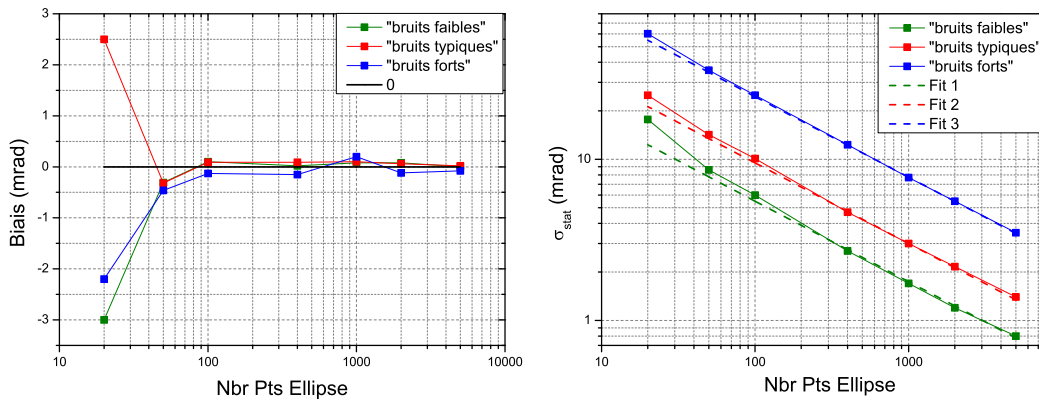 "bruits faibles"
"bruits typiques"
"bruits forts"
0
3
2
1
0
-1
-2
-3
Biais (mrad)
10
100
1000
10000
Nbr Pts Ellipse
"bruits faibles"
"bruits typiques"
"bruits forts"
Fit 1
Fit 2
Fit 3
10
1
σstat (mrad)
10
100
1000
Nbr Pts Ellipse